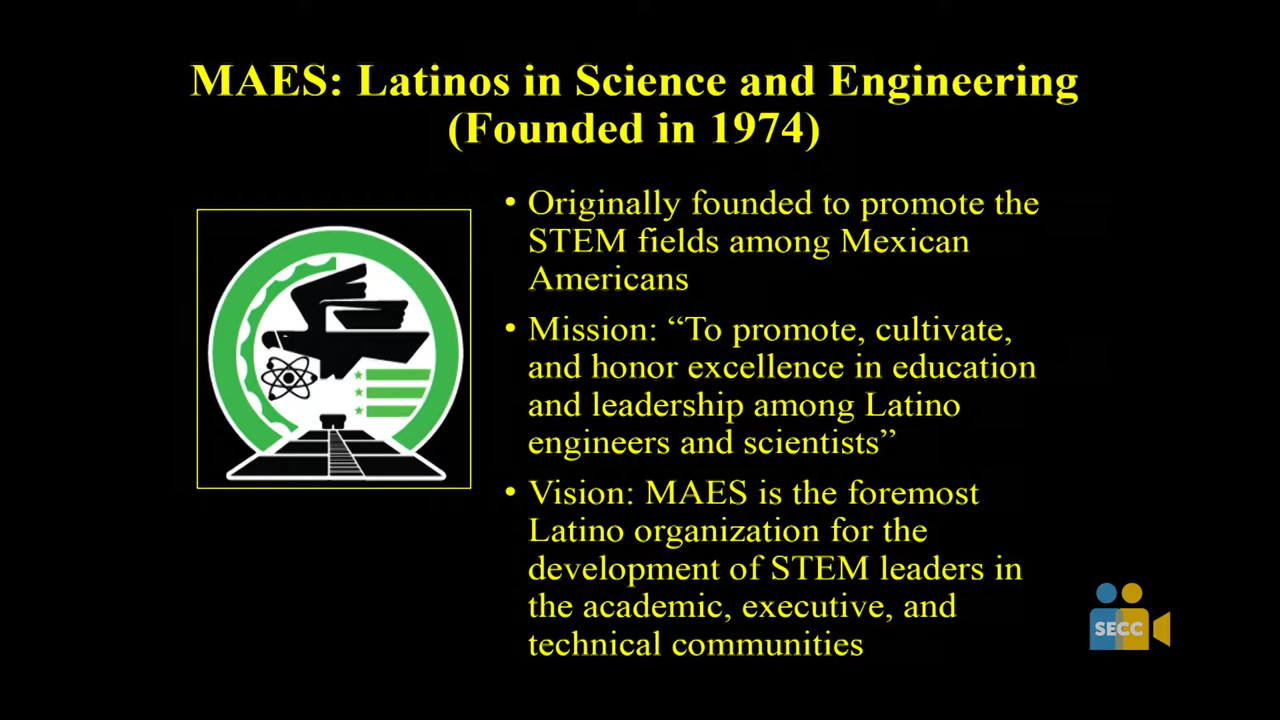 MAES: Latinos in Science and Engineering
(Founded in 1974)
• Originally founded to promote the
STEM fields among Mexican
Americans
• Mission: “To promote, cultivate,
and honor excellence in education
and leadership among Latino
engineers and scientists”
• Vision: MAES is the foremost
Latino organization for the
development of STEM leaders in
the academic, executive, and
technical communities
SECC